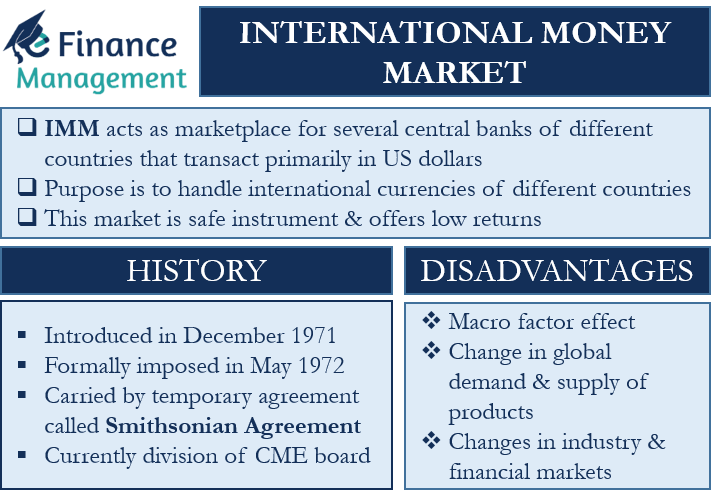 eFinance
Management
INTERNATIONAL MONEY
MARKET
❑ IMM acts as marketplace for several central banks of different
countries that transact primarily in US dollars
❑ Purpose is to handle international currencies of different countries
❑ This market is safe instrument & offers low returns
HISTORY
▪ Introduced in December 1971
▪ Formally imposed in May 1972
▪ Carried by temporary agreement
called Smithsonian Agreement
▪ Currently division of CME board
DISADVANTAGES
❖ Macro factor effect
❖ Change in global
demand & supply of
products
❖ Changes in industry &
financial markets